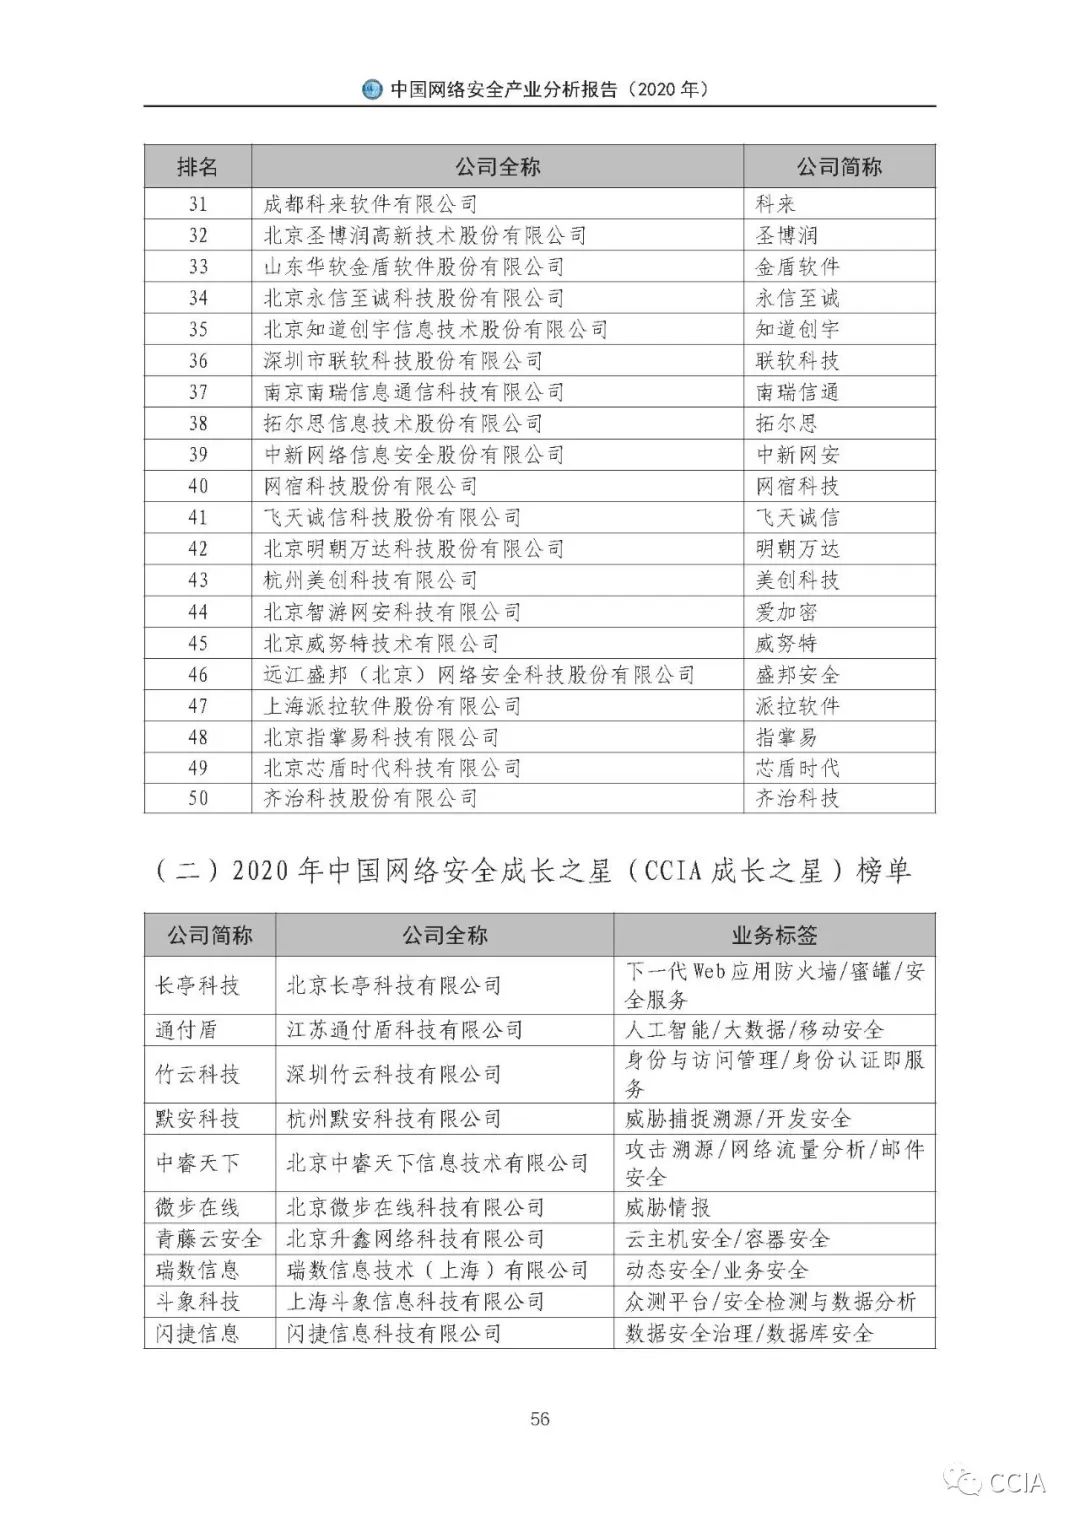 中国网络安全产业分析报告（2020 年）
排名 公司全称 公司简称
31 成都科来软件有限公司 科来
32 北京圣博润高新技术股份有限公司 圣博润
33 山东华软金盾软件股份有限公司 金盾软件
34 北京永信至诚科技股份有限公司 永信至诚
35 北京知道创宇信息技术股份有限公司 知道创宇
36 深圳市联软科技股份有限公司 联软科技
37 南京南瑞信息通信科技有限公司 南瑞信通
38 拓尔思信息技术股份有限公司 拓尔思
39 中新网络信息安全股份有限公司 中新网安
40 网宿科技股份有限公司 网宿科技
41 飞天诚信科技股份有限公司 飞天诚信
42 北京明朝万达科技股份有限公司 明朝万达
43 杭州美创科技有限公司 美创科技
44 北京智游网安科技有限公司 爱加密
45 北京威努特技术有限公司 威努特
46 远江盛邦（北京）网络安全科技股份有限公司 盛邦安全
47 上海派拉软件股份有限公司 派拉软件
48 北京指掌易科技有限公司 指掌易
49 北京芯盾时代科技有限公司 芯盾时代
50 齐治科技股份有限公司 齐治科技
（二）2020 年中国网络安全成长之星（CCIA 成长之星）榜单
公司简称 公司全称 业务标签
长亭科技 北京长亭科技有限公司 下一代 Web 应用防火墙/蜜罐/安
全服务
通付盾 江苏通付盾科技有限公司 人工智能/大数据/移动安全
竹云科技 深圳竹云科技有限公司 身份与访问管理/身份认证即服
务
默安科技 杭州默安科技有限公司 威胁捕捉溯源/开发安全
中睿天下 北京中睿天下信息技术有限公司 攻击溯源/网络流量分析/邮件
安全
微步在线 北京微步在线科技有限公司 威胁情报
青藤云安全 北京升鑫网络科技有限公司 云主机安全/容器安全
瑞数信息 瑞数信息技术（上海）有限公司 动态安全/业务安全
斗象科技 上海斗象信息科技有限公司 众测平台/安全检测与数据分析
闪捷信息 闪捷信息科技有限公司 数据安全治理/数据库安全
56
CCIA